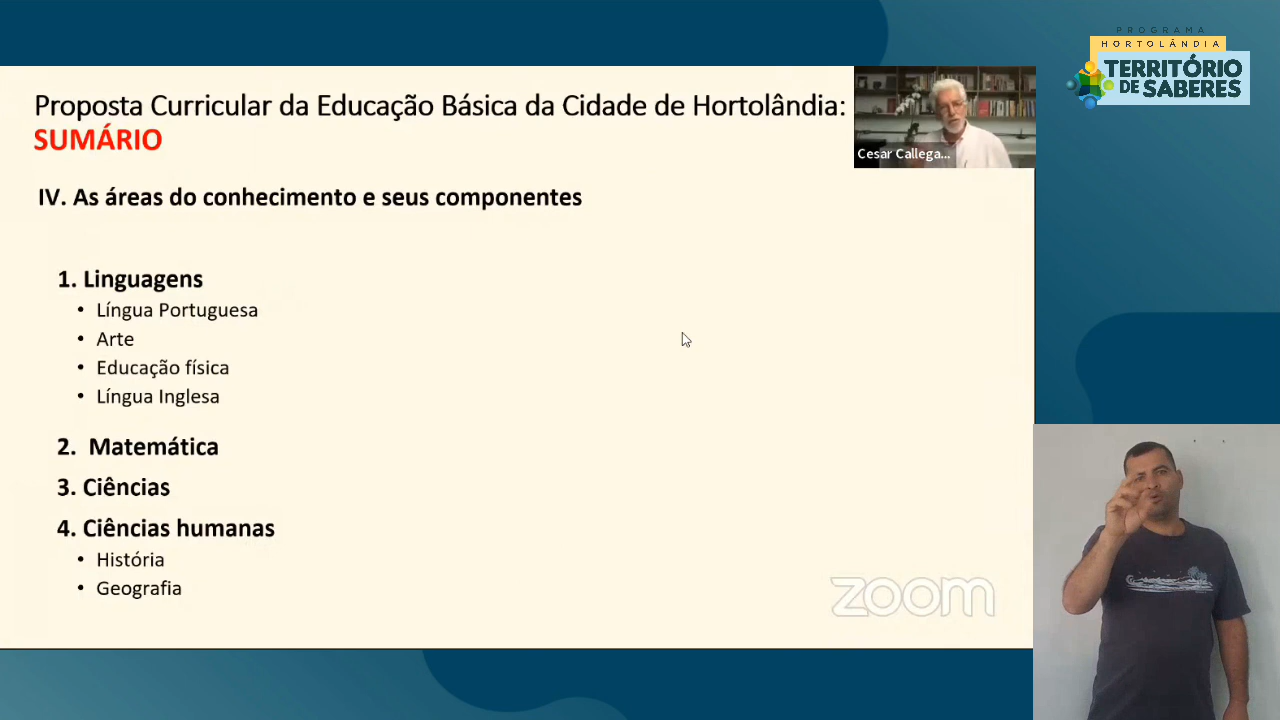 PROGRAMA
HORTOLÂNDIA
TERRITÓRIO
DE SABERES
Proposta Curricular da Educação Básica da Cidade de Hortolândia:
SUMÁRIO
Cesar Callega...
IV. As áreas do conhecimento e seus componentes
1. Linguagens
• Língua Portuguesa
• Arte
• Educação física
• Língua Inglesa
2. Matemática
3. Ciências
4. Ciências humanas
• História
• Geografia
zoom